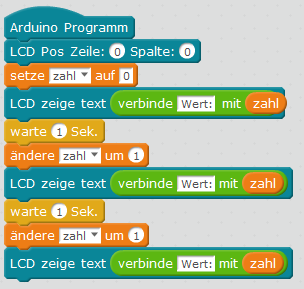 Arduino Programm
LCD Pos Zeile: 0 Spalte: 0
setze zahl auf 0
LCD zeige text verbinde Wert: mit zahl
warte 1 Sek.
ändere zahl um 1
LCD zeige text verbinde Wert: mit zahl
warte 1 Sek.
ändere zahl um 1
LCD zeige text verbinde Wert: mit zahl